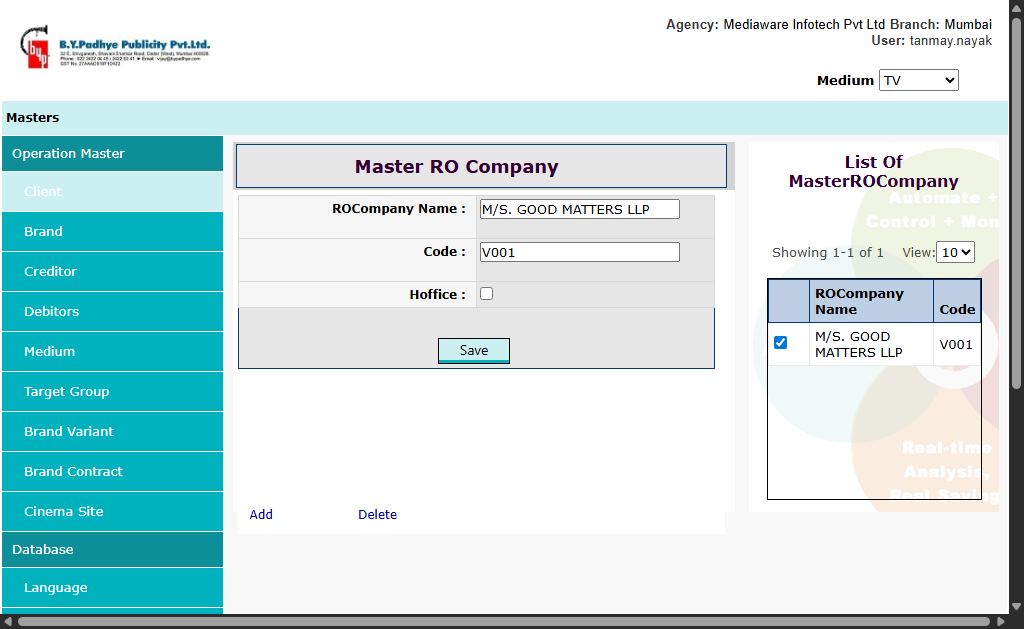 Agency: Mediaware Infotech Pvt Ltd Branch: Mumbai
User: tanmay.nayak
B.Y.Padhye Publicity Pvt.Ltd.
Medium TV
Masters
Operation Master
Client
Brand
Creditor
Debitors
Medium
Target Group
Brand Variant
Brand Contract
Cinema Site
Database
Language
Master RO Company
ROCompany Name : M/S. GOOD MATTERS LLP
Code : V001
Hoffice :
Save
Add Delete
List Of
MasterROCompany
Automate +
Control + Mon
Showing 1-1 of 1 View: 10
ROCompany
Name Code
M/S. GOOD
MATTERS LLP V001
Real-time
Analysis,
Real Saving